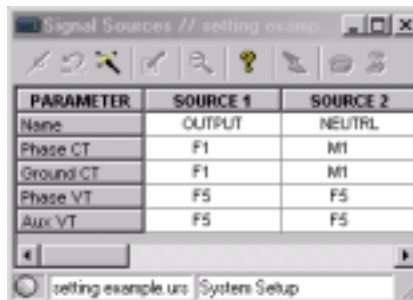 Signal Sources // setting examp...
PARAMETER SOURCE 1 SOURCE 2
Name OUTPUT NEUTRL
Phase CT F1 M1
Ground CT F1 M1
Phase VT F5 F5
Aux VT F5 F5
setting example.urs System Setup